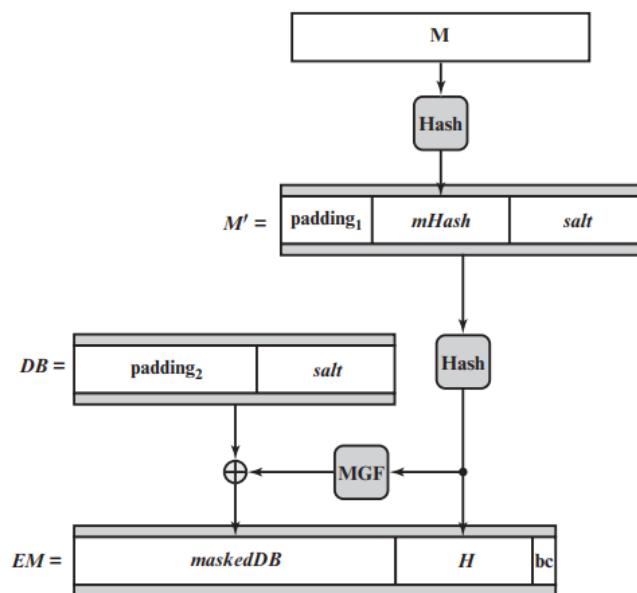 M
Hash
M′ = padding₁ mHash salt
DB = padding₂ salt
Hash
MGF
EM = maskedDB H bc